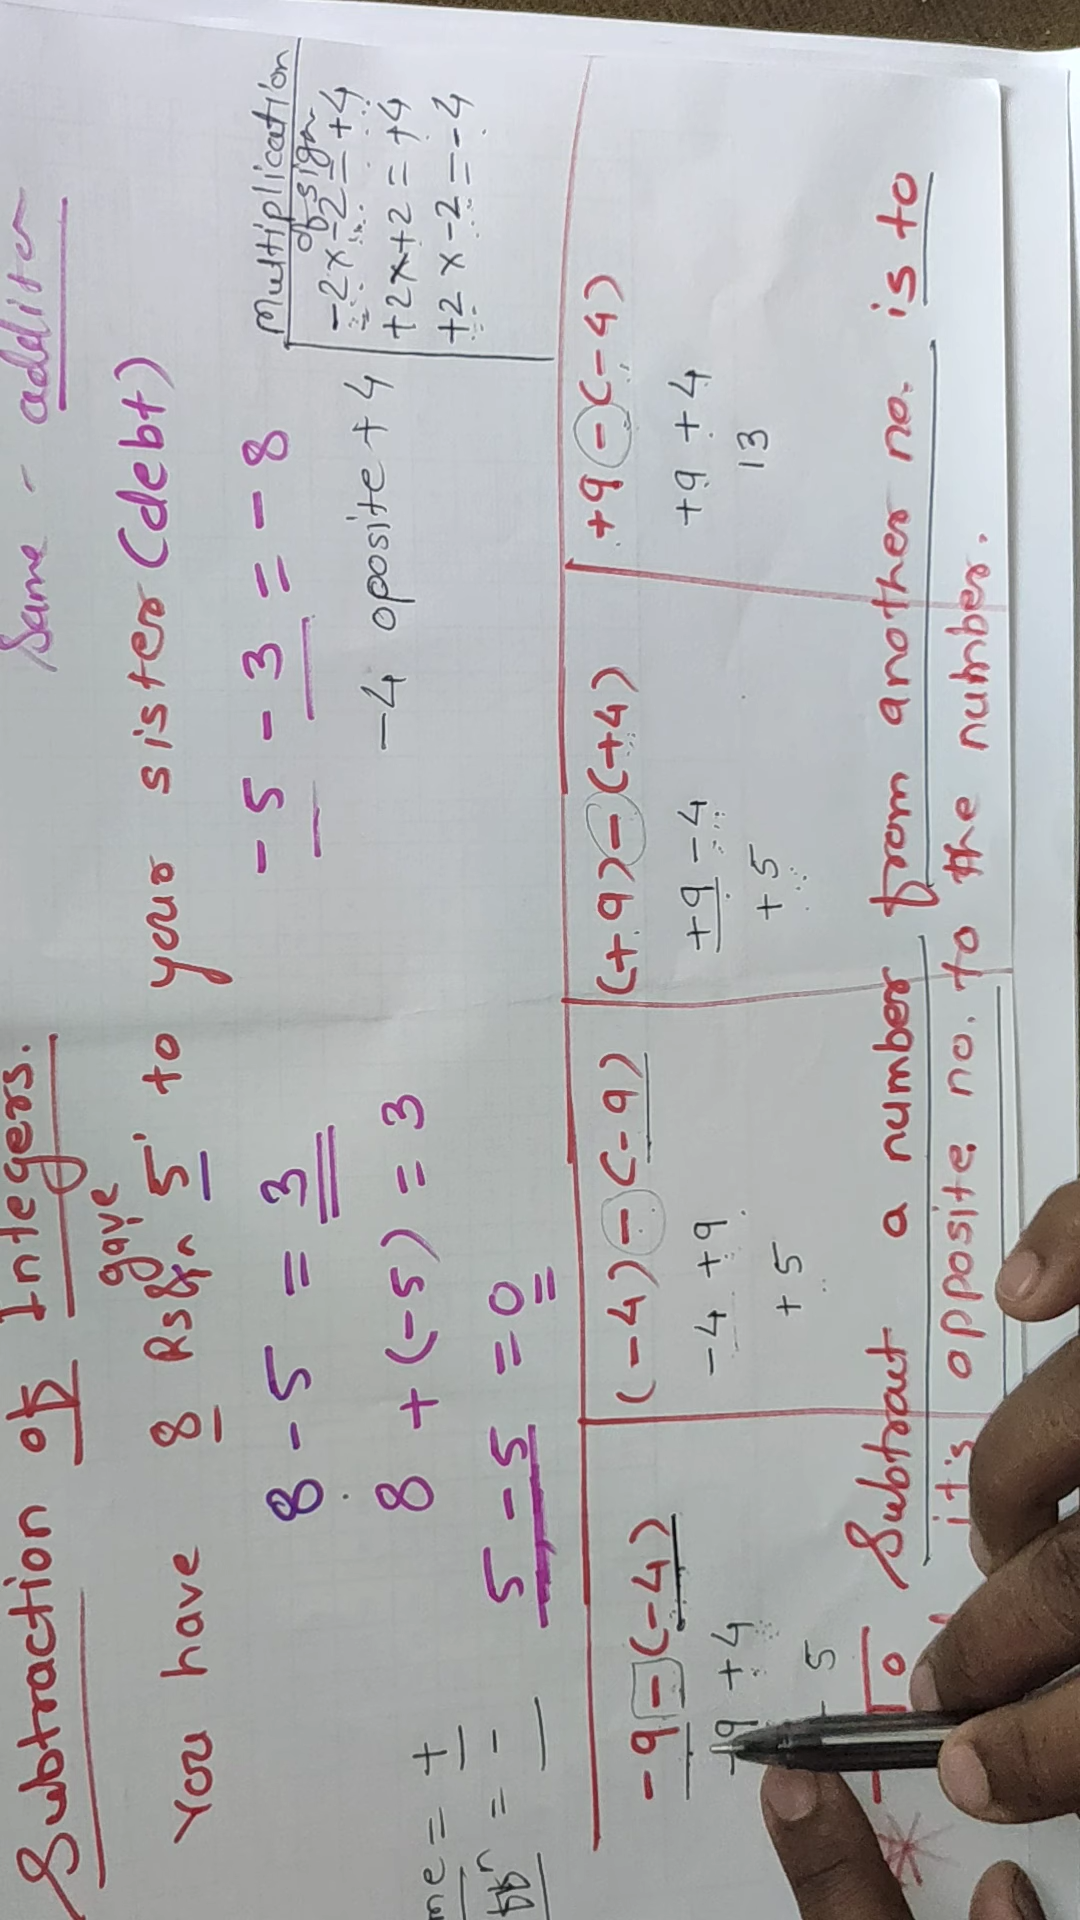 Same - addition
Subtraction of Integers.
gave
You have 8 Rs & 5 to your sister (debt)
8 - 5 = 3
- 5 - 3 = - 8
8 + (-5) = 3
-4 oposite + 4
5 - 5 = 0
Multiplication
of sign
-2 x -2 = +4
+2 x +2 = +4
+2 x -2 = -4
me = +
= -
-9 - (-4)
-9 + 4
- 5
(-4) - (-9)
-4 + 9
+ 5
(+9) - (+4)
+9 - 4
+ 5
+9 - (-4)
+9 + 4
13
To Subtract a number from another no. is to
it's opposite no. to the number.